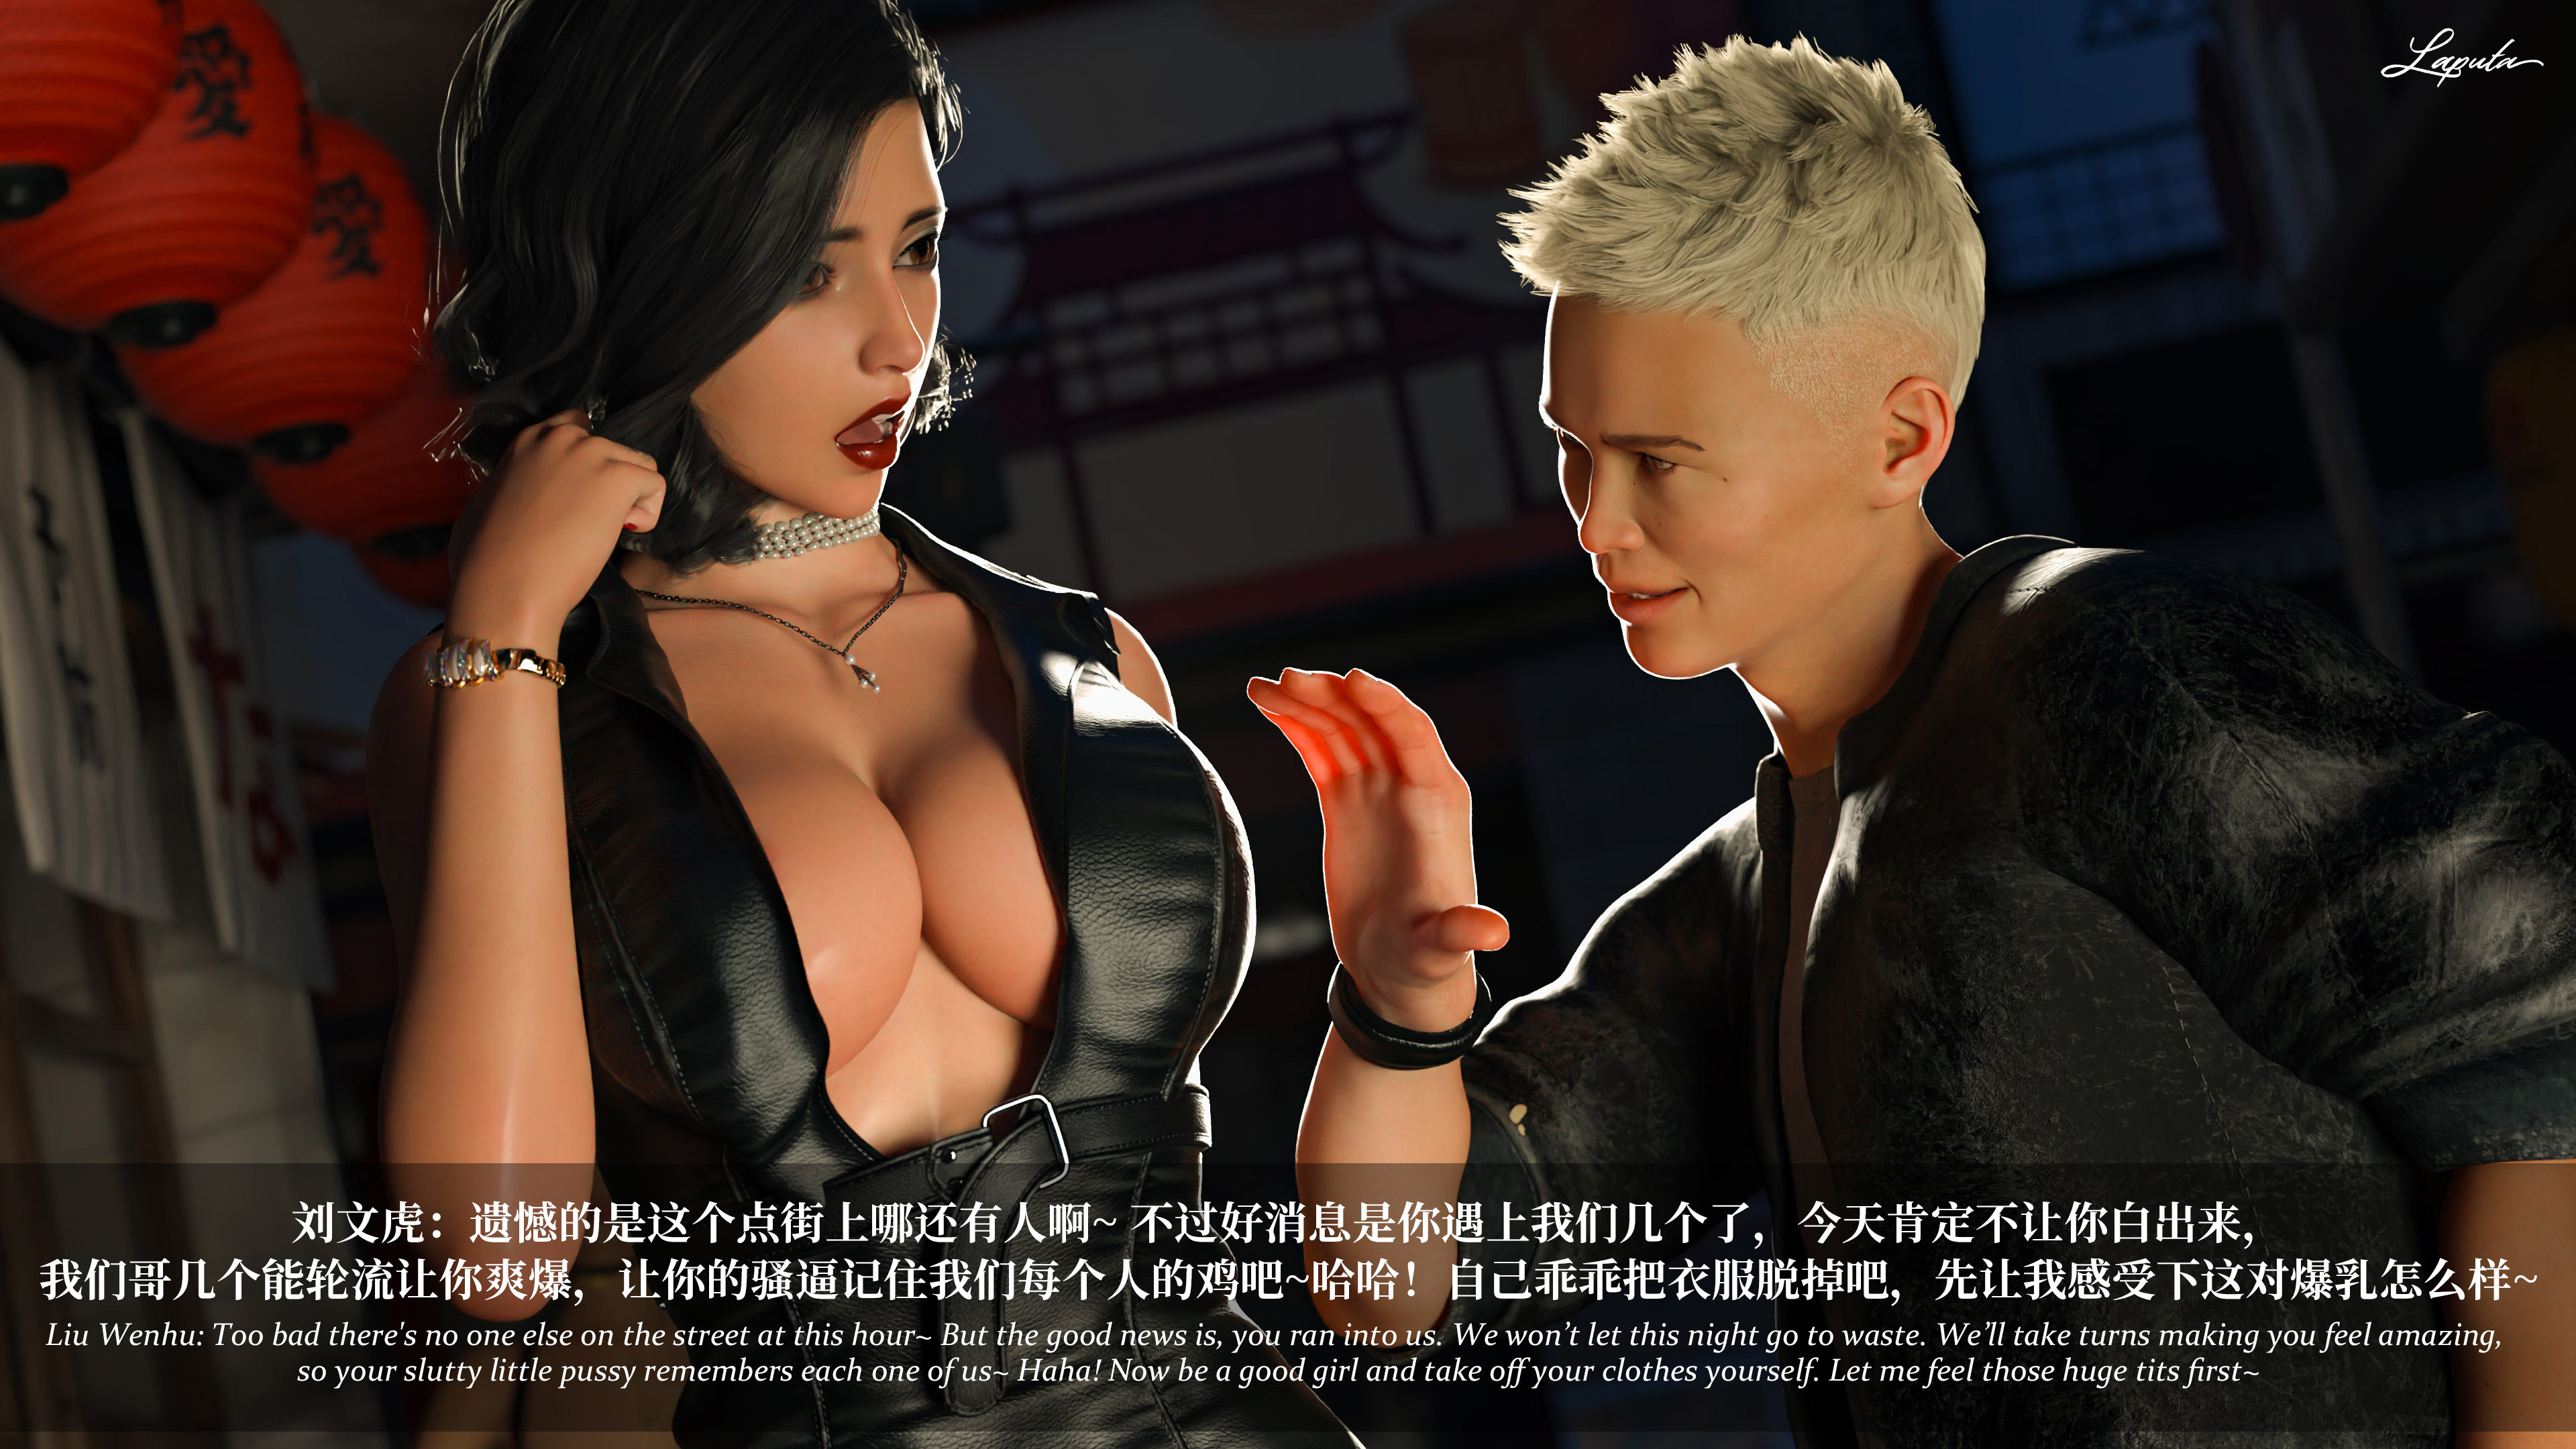 Laputa
愛
愛
刘文虎：遗憾的是这个点街上哪还有人啊~ 不过好消息是你遇上我们几个了，今天肯定不让你白出来，
我们哥几个能轮流让你爽爆，让你的骚逼记住我们每个人的鸡吧~哈哈！自己乖乖把衣服脱掉吧，先让我感受下这对爆乳怎么样~
Liu Wenhu: Too bad there's no one else on the street at this hour~ But the good news is, you ran into us. We won’t let this night go to waste. We’ll take turns making you feel amazing,
so your slutty little pussy remembers each one of us~ Haha! Now be a good girl and take off your clothes yourself. Let me feel those huge tits first~